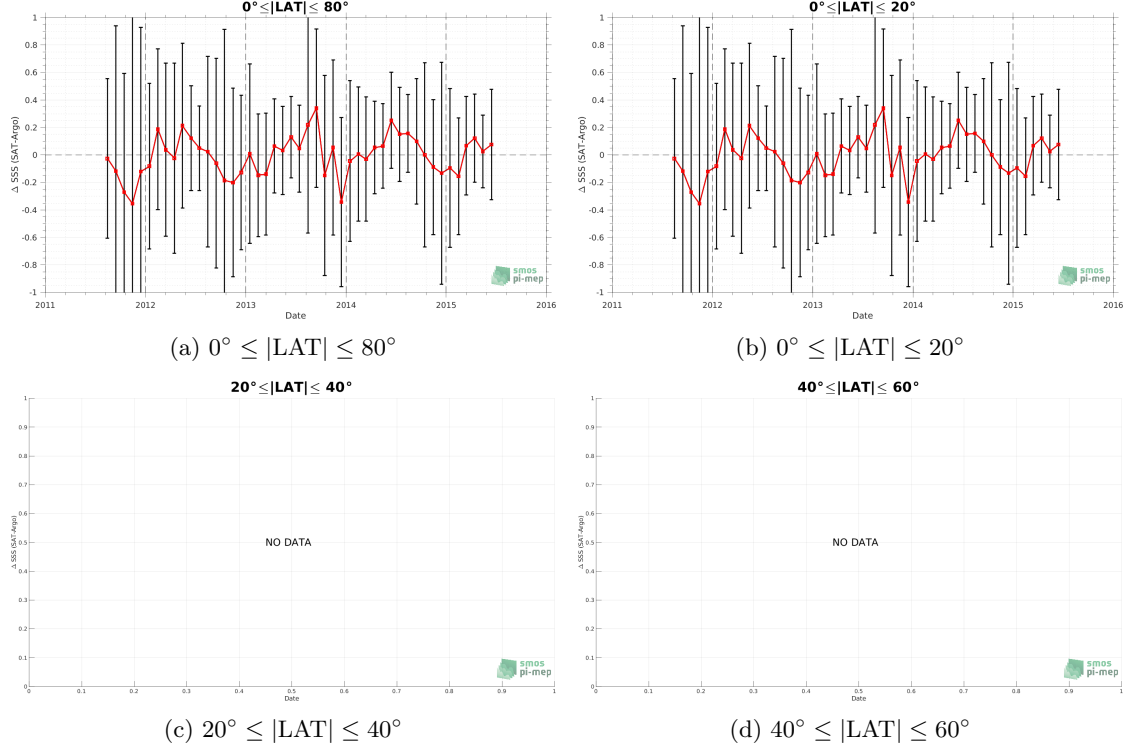 0°≤|LAT|≤ 80°
Δ SSS (SAT-Argo)
1
0.8
0.6
0.4
0.2
0
-0.2
-0.4
-0.6
-0.8
-1
2011 2012 2013 2014 2015 2016
Date
smos
pi-mep
(a) 0° ≤ |LAT| ≤ 80°
0°≤|LAT|≤ 20°
Δ SSS (SAT-Argo)
1
0.8
0.6
0.4
0.2
0
-0.2
-0.4
-0.6
-0.8
-1
2011 2012 2013 2014 2015 2016
Date
smos
pi-mep
(b) 0° ≤ |LAT| ≤ 20°
20°≤|LAT|≤ 40°
Δ SSS (SAT-Argo)
1
0.9
0.8
0.7
0.6
0.5
0.4
0.3
0.2
0.1
0
NO DATA
0 0.1 0.2 0.3 0.4 0.5 0.6 0.7 0.8 0.9 1
Date
smos
pi-mep
(c) 20° ≤ |LAT| ≤ 40°
40°≤|LAT|≤ 60°
Δ SSS (SAT-Argo)
1
0.9
0.8
0.7
0.6
0.5
0.4
0.3
0.2
0.1
0
NO DATA
0 0.1 0.2 0.3 0.4 0.5 0.6 0.7 0.8 0.9 1
Date
smos
pi-mep
(d) 40° ≤ |LAT| ≤ 60°